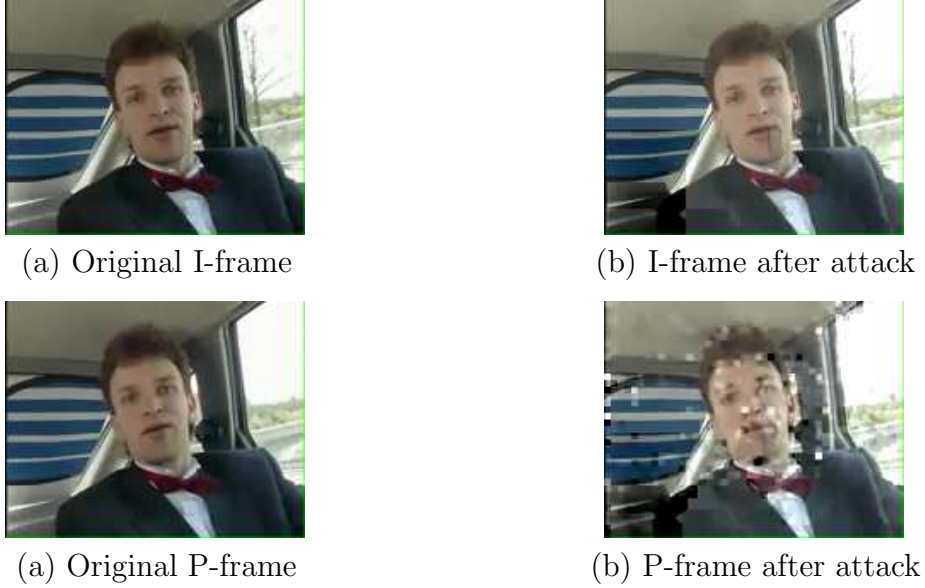 (a) Original I-frame
(b) I-frame after attack
(a) Original P-frame
(b) P-frame after attack